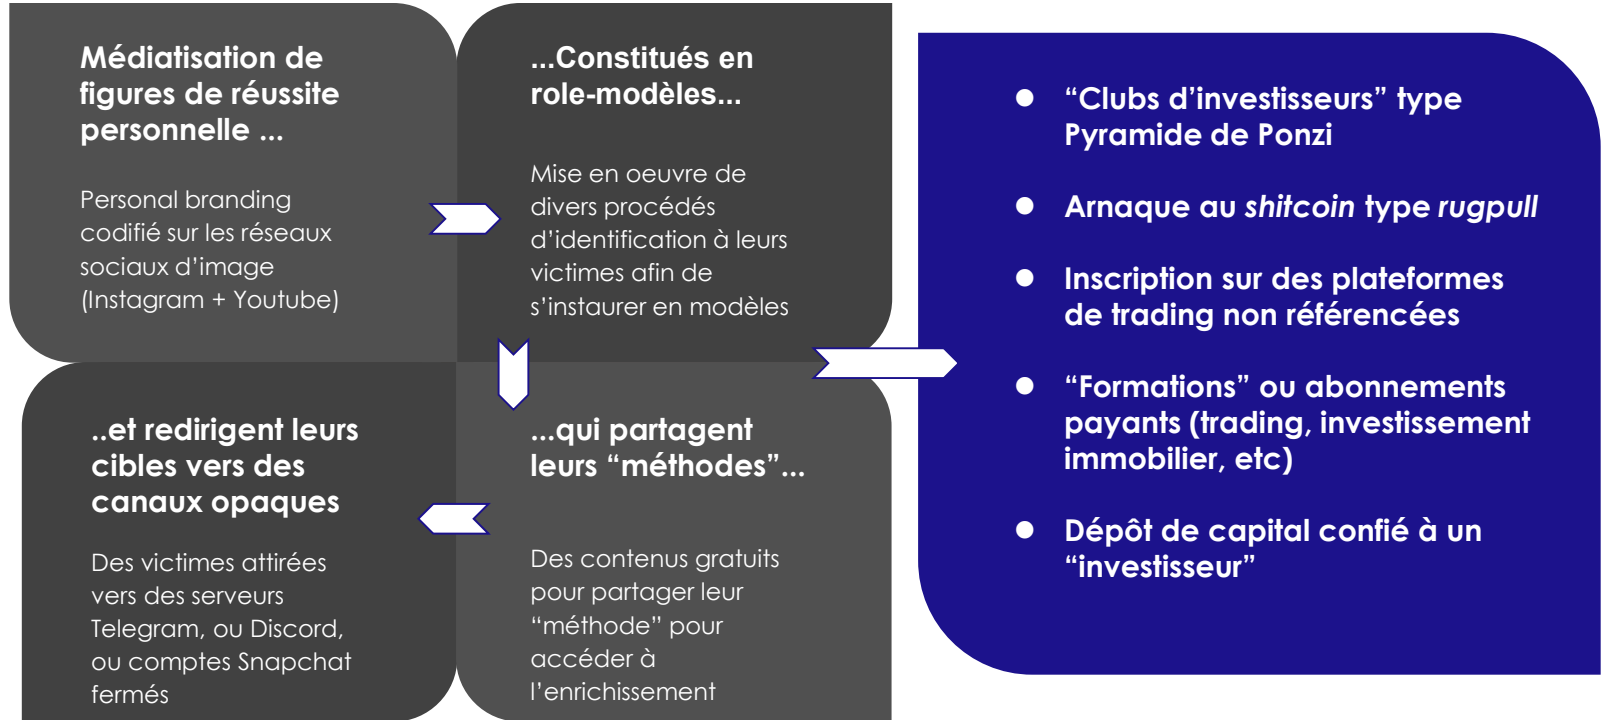 Médiatisation de
figures de réussite
personnelle ...
Personal branding
codifié sur les réseaux
sociaux d'image
(Instagram + Youtube)
...Constitués en
role-modèles...
Mise en oeuvre de
divers procédés
d'identification à leurs
victimes afin de
s'instaurer en modèles
...qui partagent
leurs “méthodes”...
Des contenus gratuits
pour partager leur
“méthode” pour
accéder à
l'enrichissement
..et redirigent leurs
cibles vers des
canaux opaques
Des victimes attirées
vers des serveurs
Telegram, ou Discord,
ou comptes Snapchat
fermés
● “Clubs d'investisseurs” type
Pyramide de Ponzi
● Arnaque au shitcoin type rugpull
● Inscription sur des plateformes
de trading non référencées
● “Formations” ou abonnements
payants (trading, investissement
immobilier, etc)
● Dépôt de capital confié à un
“investisseur”